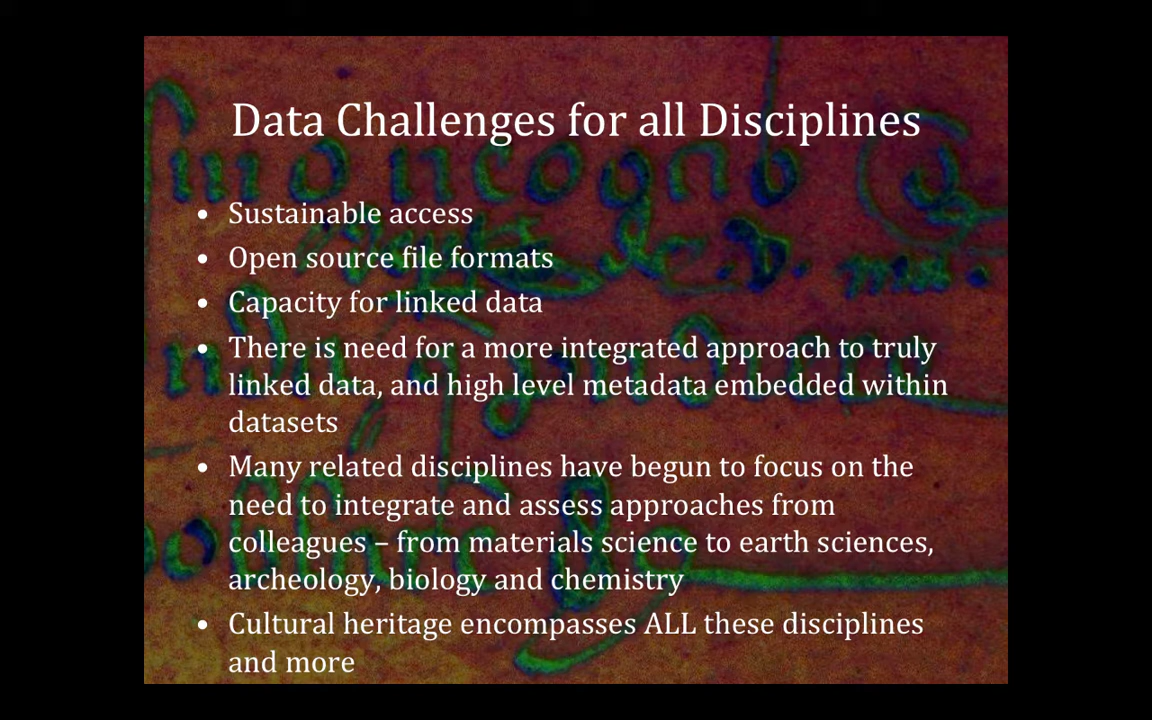 Data Challenges for all Disciplines
• Sustainable access
• Open source file formats
• Capacity for linked data
• There is need for a more integrated approach to truly
linked data, and high level metadata embedded within
datasets
• Many related disciplines have begun to focus on the
need to integrate and assess approaches from
colleagues – from materials science to earth sciences,
archeology, biology and chemistry
• Cultural heritage encompasses ALL these disciplines
and more